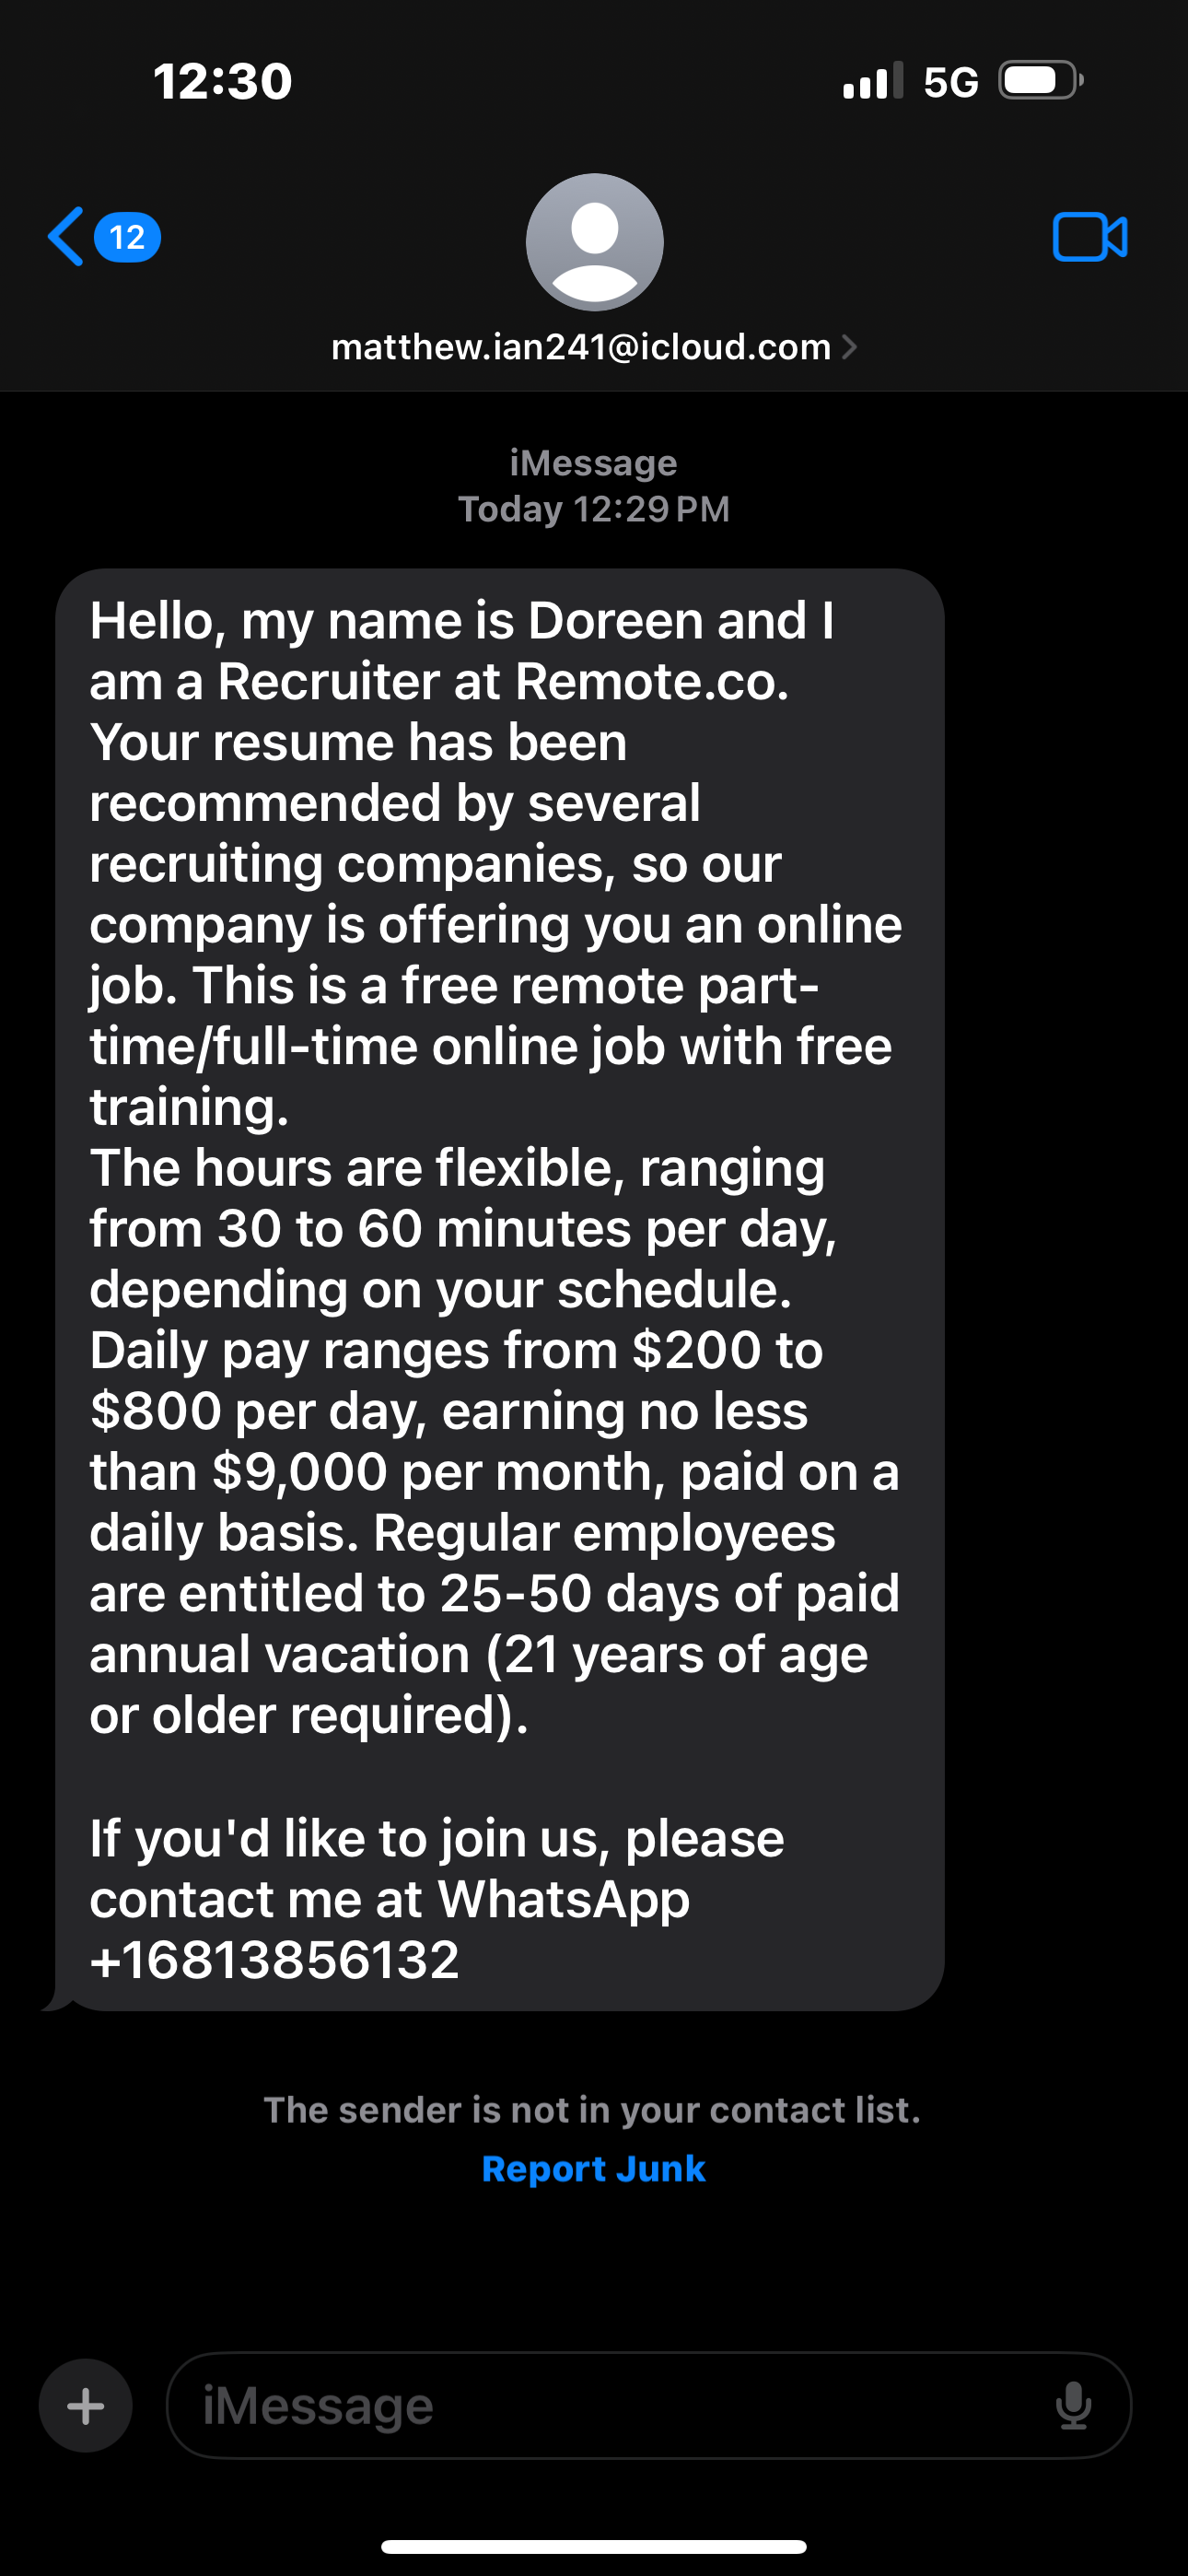 12:30
5G
12
matthew.ian241@icloud.com
iMessage
Today 12:29 PM
Hello, my name is Doreen and I
am a Recruiter at Remote.co.
Your resume has been
recommended by several
recruiting companies, so our
company is offering you an online
job. This is a free remote part-
time/full-time online job with free
training.
The hours are flexible, ranging
from 30 to 60 minutes per day,
depending on your schedule.
Daily pay ranges from $200 to
$800 per day, earning no less
than $9,000 per month, paid on a
daily basis. Regular employees
are entitled to 25-50 days of paid
annual vacation (21 years of age
or older required).
If you'd like to join us, please
contact me at WhatsApp
+16813856132
The sender is not in your contact list.
Report Junk
iMessage